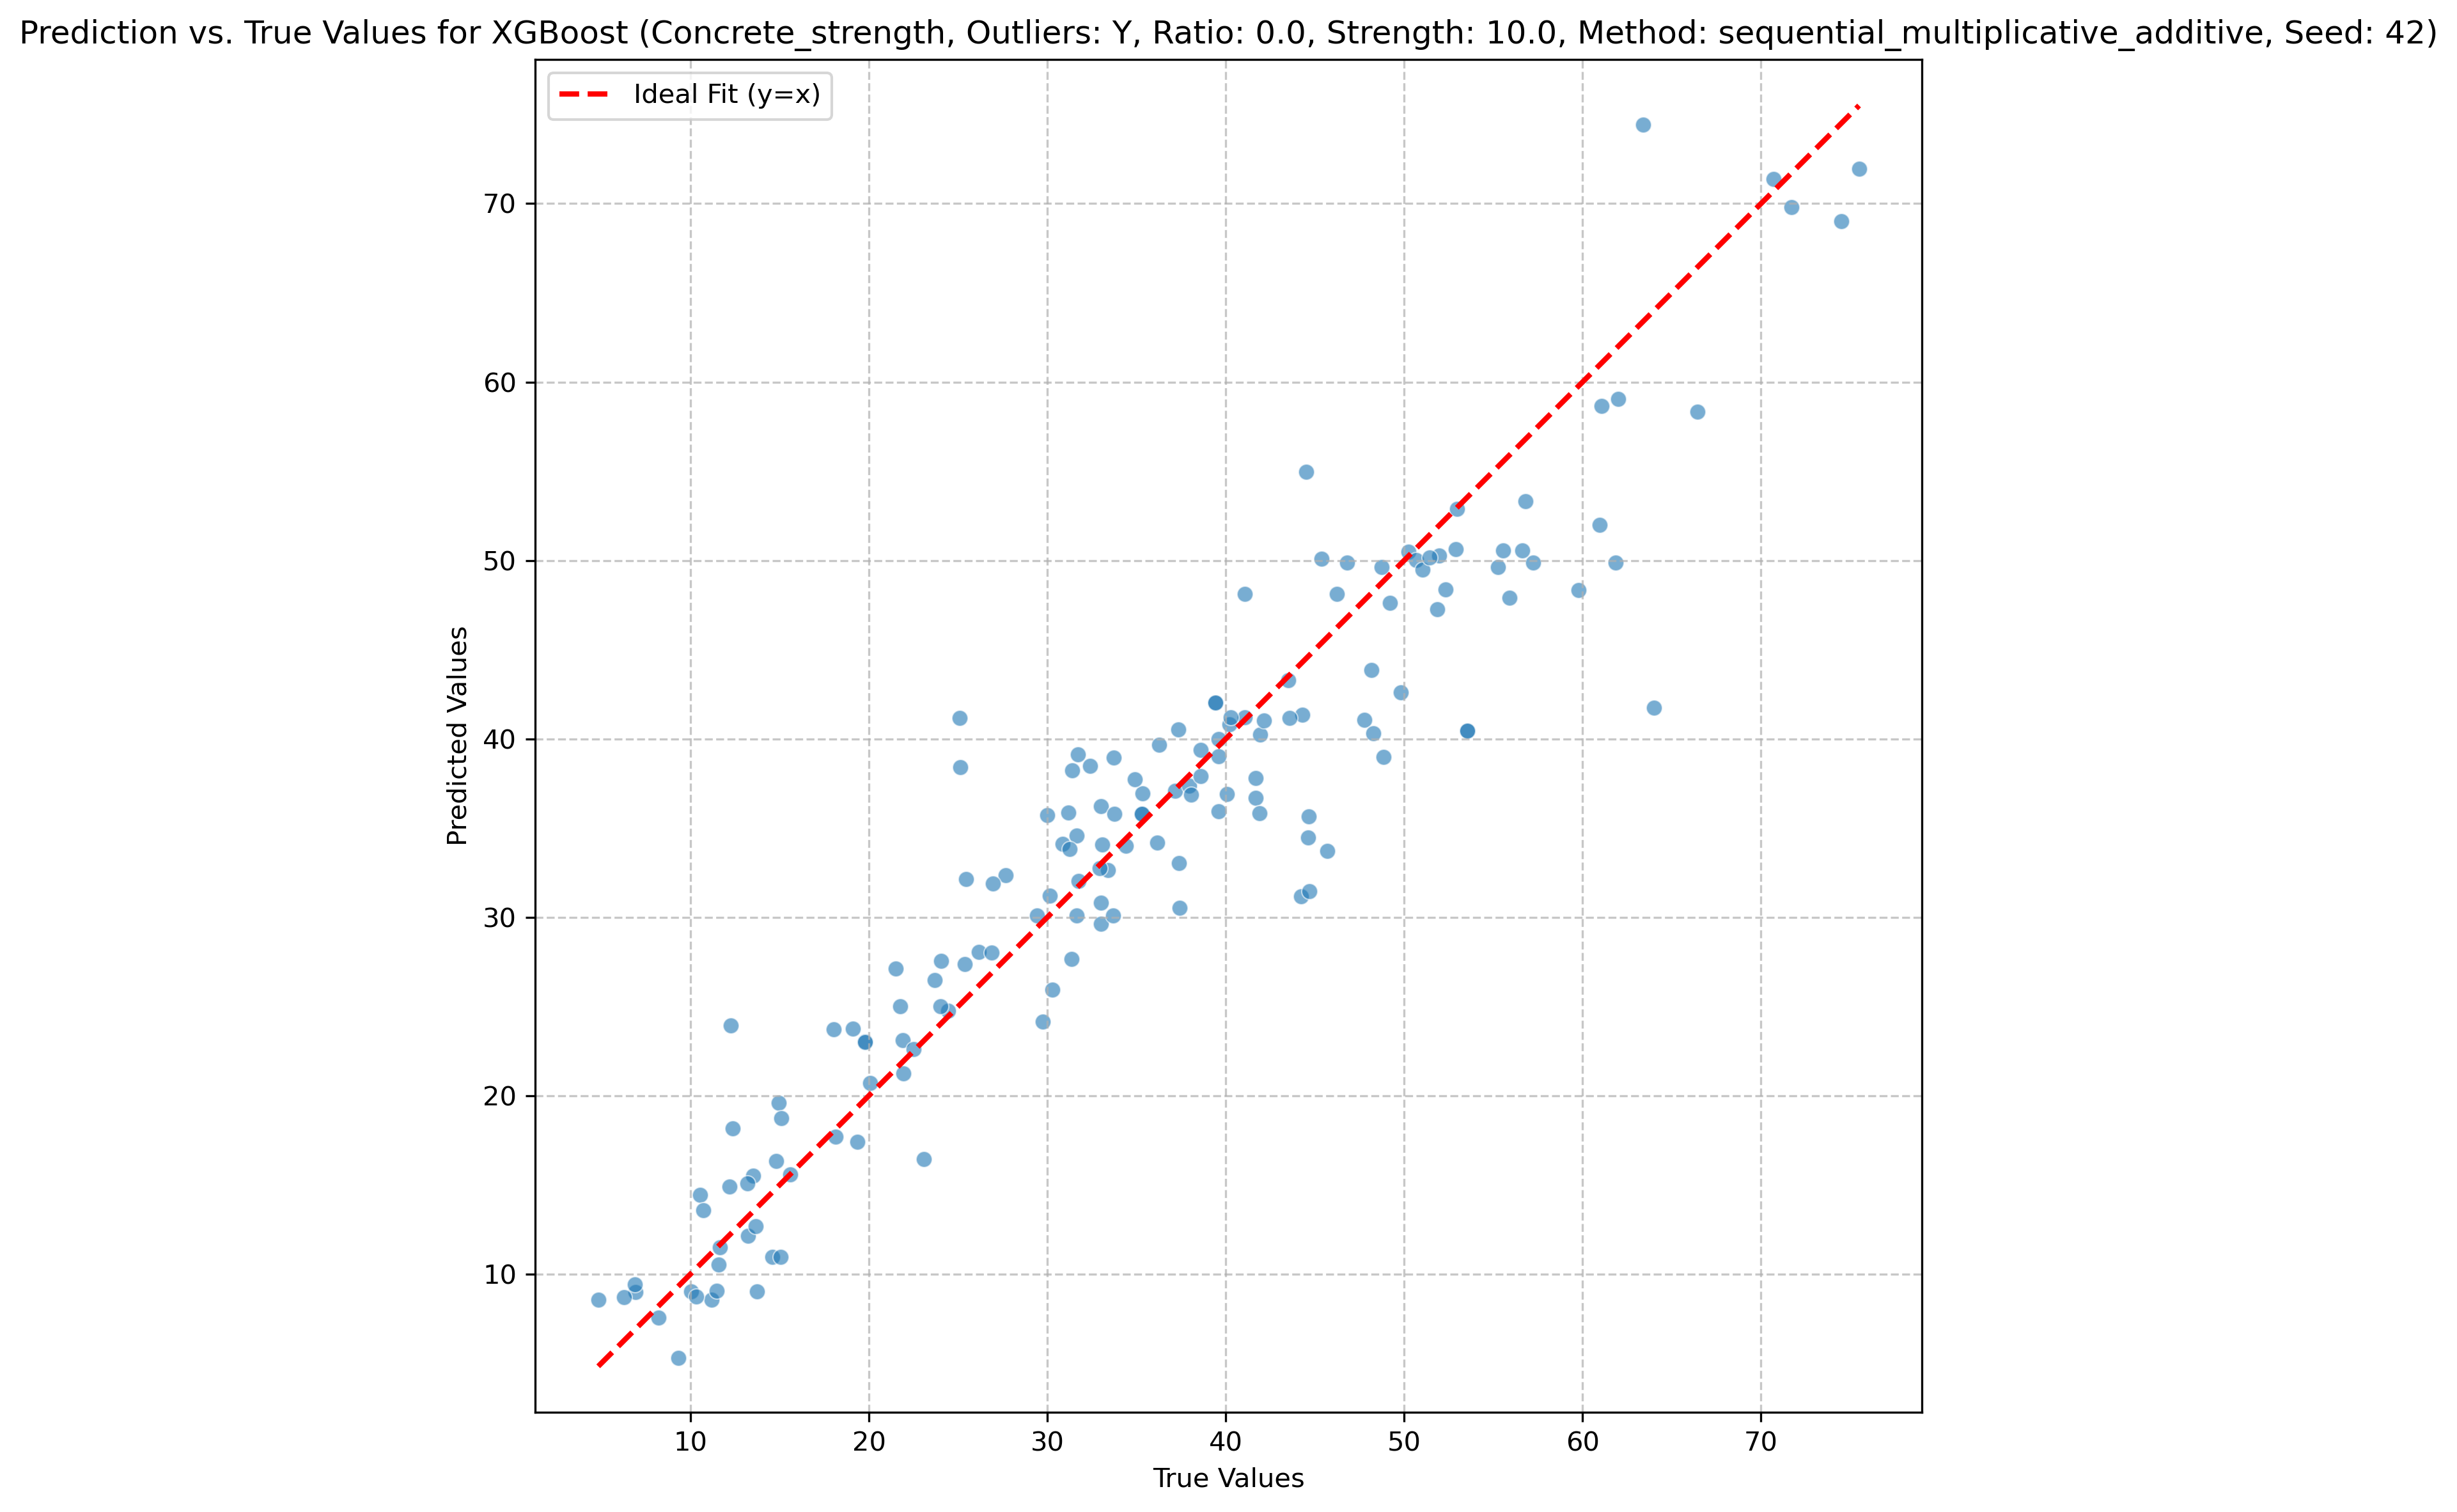 Prediction vs. True Values for XGBoost (Concrete_strength, Outliers: Y, Ratio: 0.0, Strength: 10.0, Method: sequential_multiplicative_additive, Seed: 42)
Ideal Fit (y=x)
70
60
50
40
30
20
10
Predicted Values
10 20 30 40 50 60 70
True Values